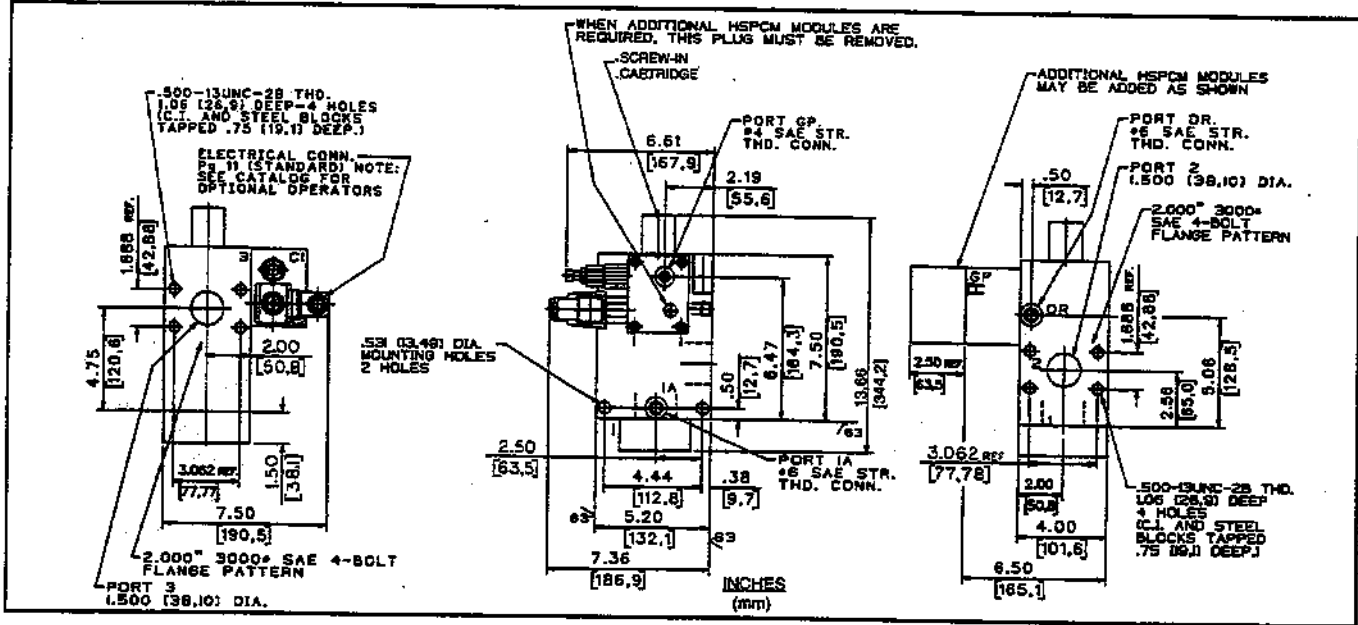 WHEN ADDITIONAL HSPCM MODULES ARE
REQUIRED, THIS PLUG MUST BE REMOVED.
SCREW-IN
CARTRIDGE
ADDITIONAL HSPCM MODULES
MAY BE ADDED AS SHOWN
.500-13UNC-2B THD.
1.06 [26,9] DEEP-4 HOLES
(C.I. AND STEEL BLOCKS
TAPPED .75 [19,1] DEEP.)
ELECTRICAL CONN.
Pg 11 (STANDARD) NOTE:
SEE CATALOG FOR
OPTIONAL OPERATORS
3
C1
1.688 REF.
[42,88]
4.75
[120,6]
2.00
[50,8]
3.062 REF
[77,77]
1.50
[38,1]
7.50
[190,5]
2.000" 3000# SAE 4-BOLT
FLANGE PATTERN
PORT 3
1.500 [38,10] DIA.
6.61
[167,9]
PORT GP.
#4 SAE STR.
THD. CONN.
2.19
[55,6]
.531 [13,49] DIA.
MOUNTING HOLES
2 HOLES
1A
.50
[12,7]
6.47
[164,3]
7.50
[190,5]
13.66
[344,2]
63
2.50
[63,5]
PORT 1A
#6 SAE STR.
THD. CONN.
4.44
[112,8]
.38
[9,7]
63
5.20
[132,1]
63
7.36
[186,9]
INCHES
(mm)
PORT DR.
#6 SAE STR.
THD. CONN.
PORT 2
1.500 [38,10] DIA.
.50
[12,7]
2.000" 3000#
SAE 4-BOLT
FLANGE PATTERN
GP
DR
2
1.688 REF
[42,88]
2.50 REF
[63,5]
2.56
[65,0]
5.06
[128,5]
3.062 REF
[77,78]
2.00
[50,8]
.500-13UNC-2B THD.
1.06 [26,9] DEEP
4 HOLES
(C.I. AND STEEL
BLOCKS TAPPED
.75 [19,1] DEEP.)
4.00
[101,6]
6.50
[165,1]